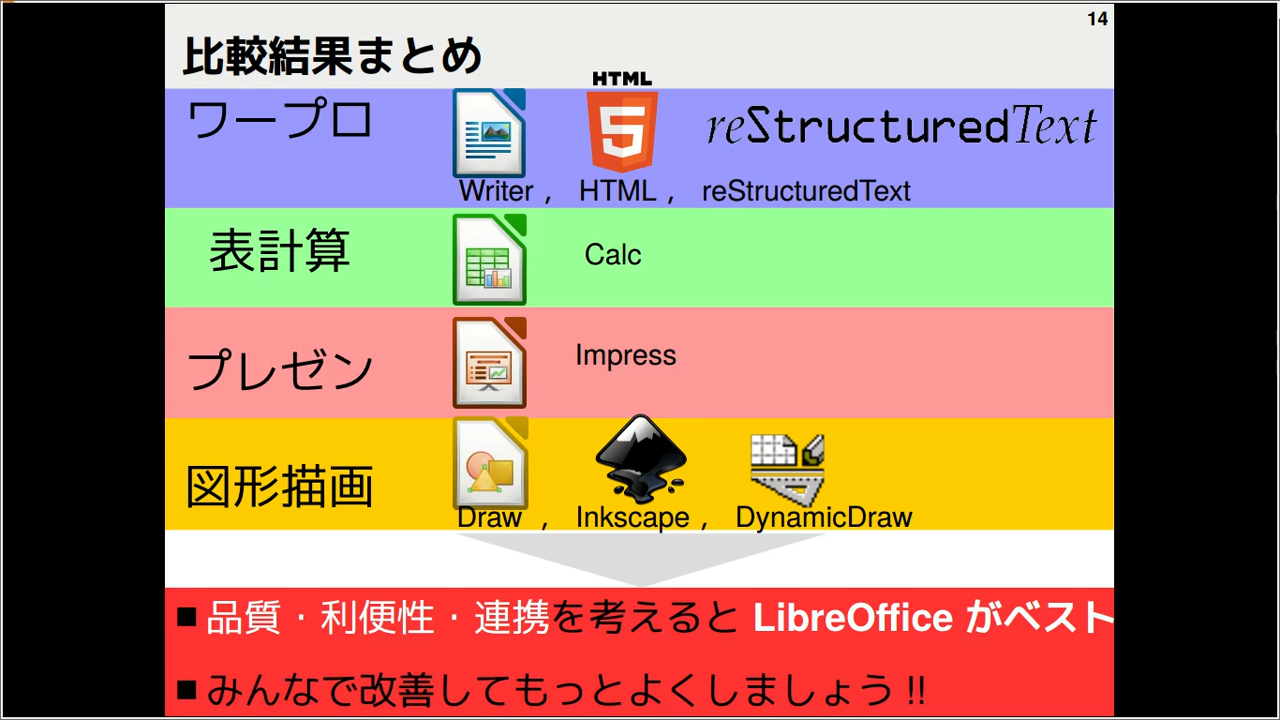 14
比較結果まとめ
HTML
ワープロ
5
reStructuredText
Writer , HTML , reStructuredText
表計算
Calc
プレゼン
Impress
図形描画
Draw , Inkscape , DynamicDraw
■ 品質・利便性・連携を考えると LibreOffice がベスト
■ みんなで改善してもっとよくしましょう !!